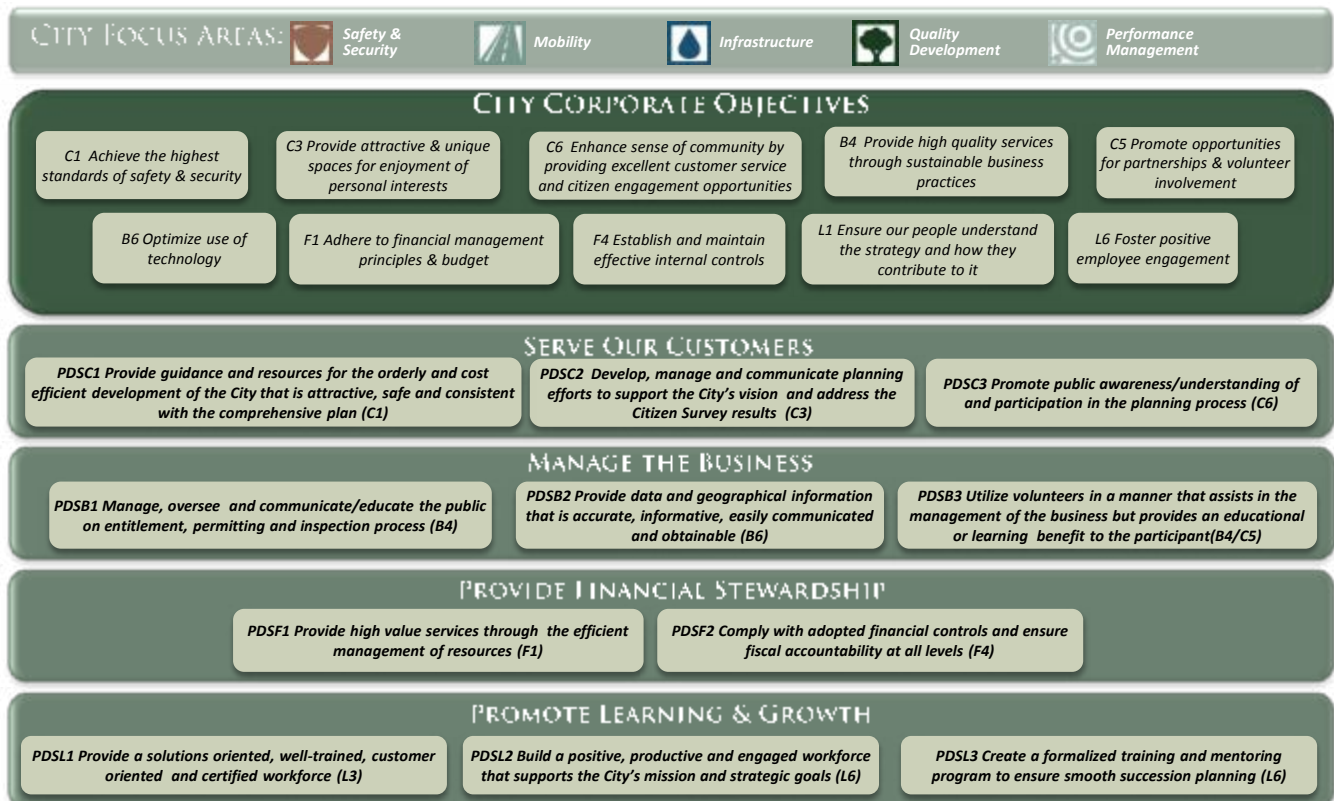 CITY FOCUS AREAS:
Safety &
Security
Mobility
Infrastructure
Quality
Development
Performance
Management
CITY CORPORATE OBJECTIVES
C1 Achieve the highest
standards of safety & security
C3 Provide attractive & unique
spaces for enjoyment of
personal interests
C6 Enhance sense of community by
providing excellent customer service
and citizen engagement opportunities
B4 Provide high quality services
through sustainable business
practices
C5 Promote opportunities
for partnerships & volunteer
involvement
B6 Optimize use of
technology
F1 Adhere to financial management
principles & budget
F4 Establish and maintain
effective internal controls
L1 Ensure our people understand
the strategy and how they
contribute to it
L6 Foster positive
employee engagement
SERVE OUR CUSTOMERS
PDSC1 Provide guidance and resources for the orderly and cost
efficient development of the City that is attractive, safe and consistent
with the comprehensive plan (C1)
PDSC2 Develop, manage and communicate planning
efforts to support the City's vision and address the
Citizen Survey results (C3)
PDSC3 Promote public awareness/understanding of
and participation in the planning process (C6)
MANAGE THE BUSINESS
PDSB1 Manage, oversee and communicate/educate the public
on entitlement, permitting and inspection process (B4)
PDSB2 Provide data and geographical information
that is accurate, informative, easily communicated
and obtainable (B6)
PDSB3 Utilize volunteers in a manner that assists in the
management of the business but provides an educational
or learning benefit to the participant(B4/C5)
PROVIDE FINANCIAL STEWARDSHIP
PDSF1 Provide high value services through the efficient
management of resources (F1)
PDSF2 Comply with adopted financial controls and ensure
fiscal accountability at all levels (F4)
PROMOTE LEARNING & GROWTH
PDSL1 Provide a solutions oriented, well-trained, customer
oriented and certified workforce (L3)
PDSL2 Build a positive, productive and engaged workforce
that supports the City's mission and strategic goals (L6)
PDSL3 Create a formalized training and mentoring
program to ensure smooth succession planning (L6)